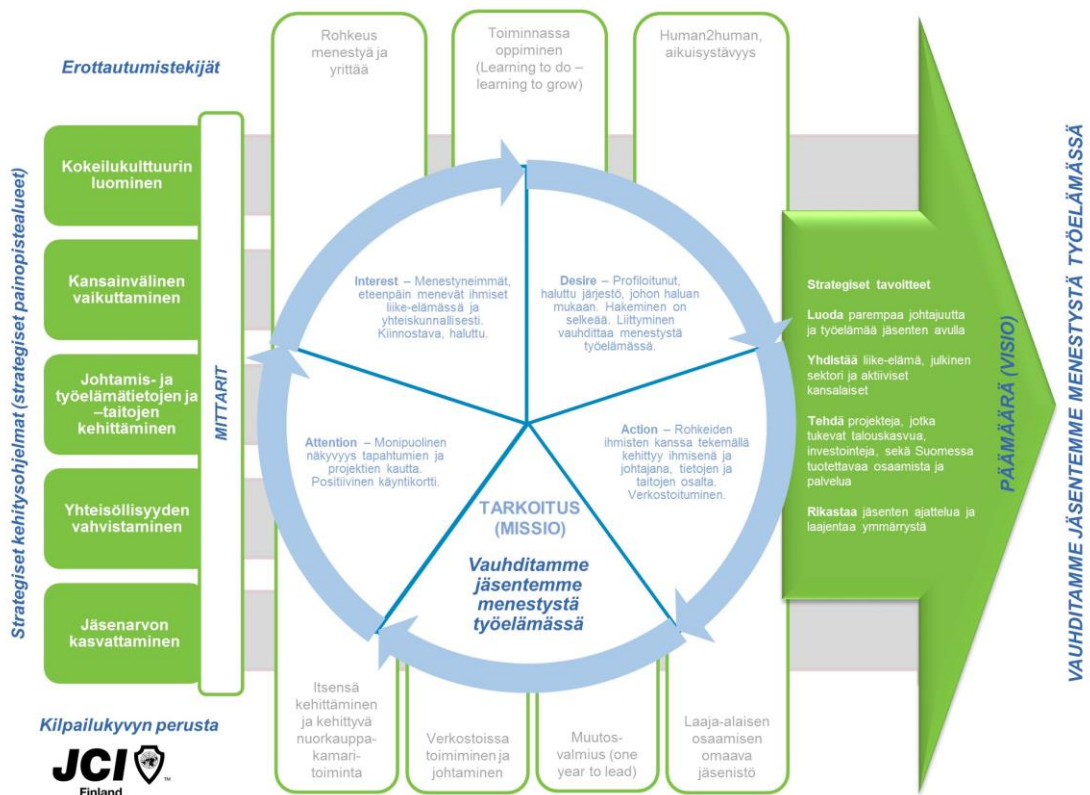 Erottautumistekijät
Rohkeus
menestyä ja
yrittää
Toiminnassa
oppiminen
(Learning to do –
learning to grow)
Human2human,
aikuisystävyys
Strategiset kehitysohjelmat (strategiset painopistealueet)
Kokeilukulttuurin
luominen
Kansainvälinen
vaikuttaminen
Johtamis- ja
työelämätietojen ja
–taitojen
kehittäminen
Yhteisöllisyyden
vahvistaminen
Jäsenarvon
kasvattaminen
MITTARIT
Interest – Menestyneimmät,
eteenpäin menevät ihmiset
liike-elämässä ja
yhteiskunnallisesti.
Kiinnostava, haluttu.
Desire – Profiloitunut,
haluttu järjestö, johon haluan
mukaan. Hakeminen on
selkeää. Liittyminen
vauhdittaa menestystä
työelämässä.
Attention – Monipuolinen
näkyvyys tapahtumien ja
projektien kautta.
Positiivinen käyntikortti.
Action – Rohkeiden
ihmisten kanssa tekemällä
kehittyy ihmisenä ja
johtajana, tietojen ja
taitojen osalta.
Verkostoituminen.
TARKOITUS
(MISSIO)
Vauhditamme
jäsentemme
menestystä
työelämässä
Strategiset tavoitteet
Luoda parempaa johtajuutta
ja työelämää jäsenten avulla
Yhdistää liike-elämä, julkinen
sektori ja aktiiviset
kansalaiset
Tehdä projekteja, jotka
tukevat talouskasvua,
investointeja, sekä Suomessa
tuotettavaa osaamista ja
palvelua
Rikastaa jäsenten ajattelua ja
laajentaa ymmärrystä
PÄÄMÄÄRÄ (VISIO)
VAUHDITAMME JÄSENTEMME MENESTYSTÄ TYÖELÄMÄSSÄ
Kilpailukyvyn perusta
Itsensä
kehittäminen
ja kehittyvä
nuorkauppa-
kamari-
toiminta
Verkostoissa
toimiminen ja
johtaminen
Muutos-
valmius (one
year to lead)
Laaja-alaisen
osaamisen
omaava
jäsenistö
JCI
Finland